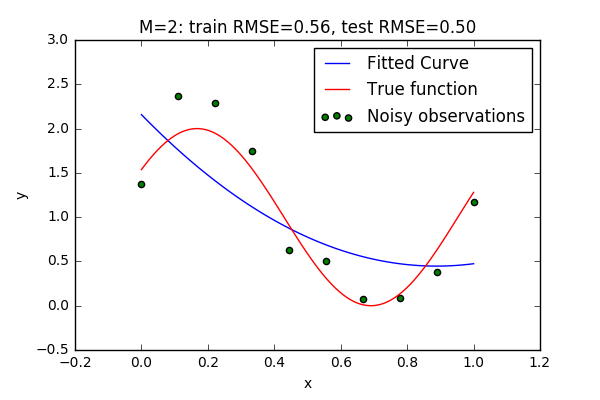 M=2: train RMSE=0.56, test RMSE=0.50
3.0
2.5
2.0
1.5
1.0
0.5
0.0
−0.5
y
Fitted Curve
True function
Noisy observations
−0.2 0.0 0.2 0.4 0.6 0.8 1.0 1.2
x